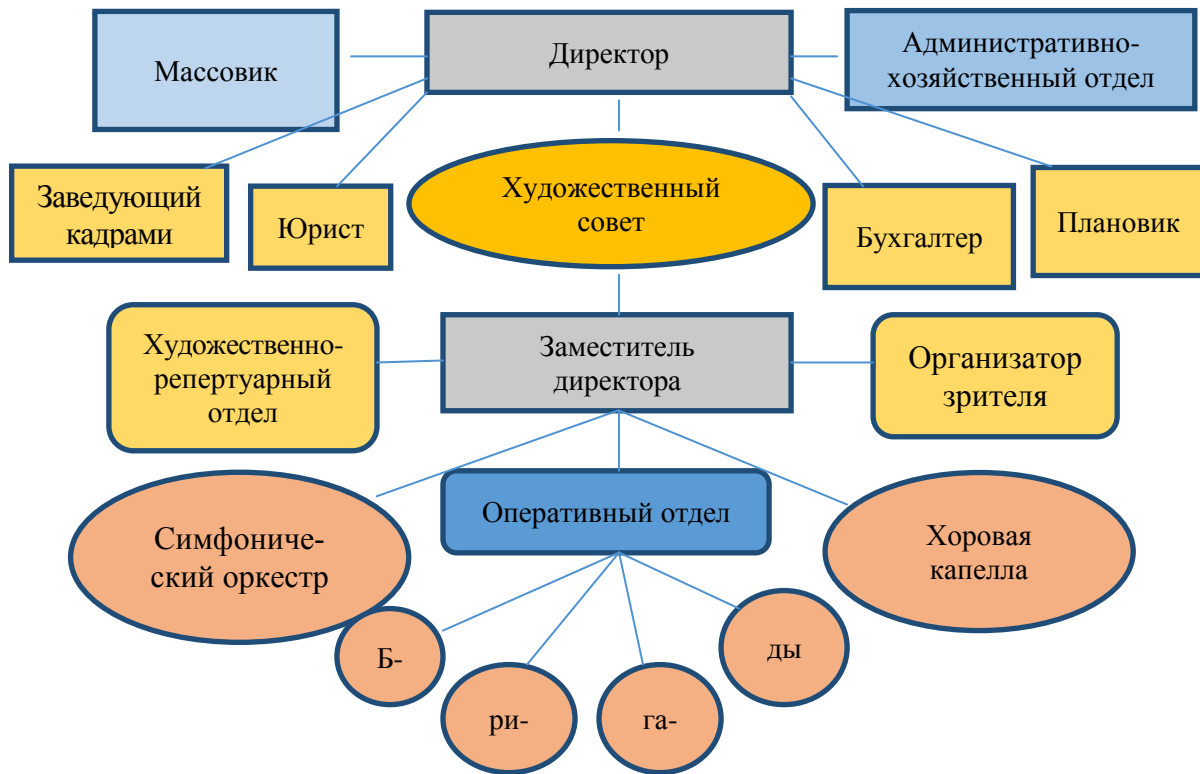 Массовик
Директор
Административно-
хозяйственный отдел
Заведующий
кадрами
Юрист
Художественный
совет
Бухгалтер
Плановик
Художественно-
репертуарный
отдел
Заместитель
директора
Организатор
зрителя
Симфониче-
ский оркестр
Оперативный отдел
Хоровая
капелла
Б-
ри-
га-
ды